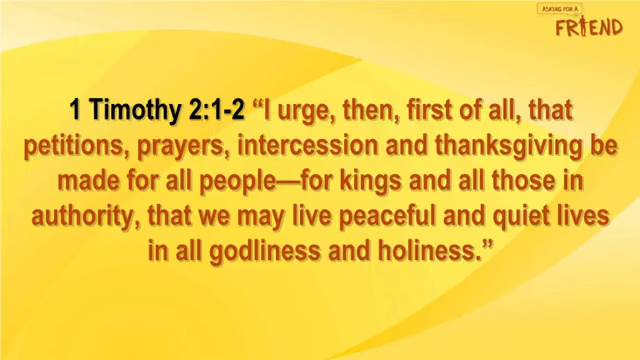 ASKING FOR A
FRIEND
1 Timothy 2:1-2 “I urge, then, first of all, that
petitions, prayers, intercession and thanksgiving be
made for all people—for kings and all those in
authority, that we may live peaceful and quiet lives
in all godliness and holiness.”